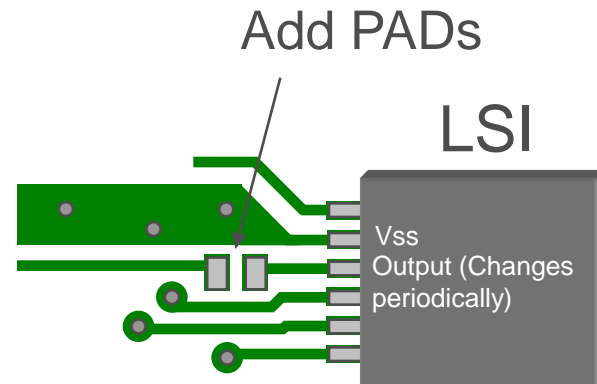 Add PADs
LSI
Vss
Output (Changes
periodically)